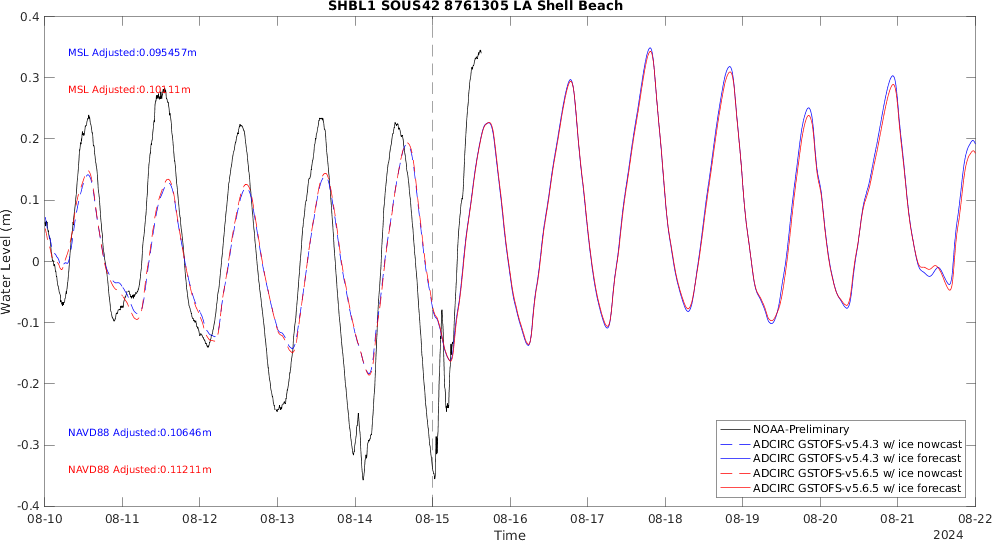 SHBL1 SOUS42 8761305 LA Shell Beach
0.4
0.3
0.2
0.1
0
-0.1
-0.2
-0.3
-0.4
Water Level (m)
MSL Adjusted:0.095457m
MSL Adjusted:0.10111m
NAVD88 Adjusted:0.10646m
NAVD88 Adjusted:0.11211m
NOAA-Preliminary
ADCIRC GSTOFS-v5.4.3 w/ ice nowcast
ADCIRC GSTOFS-v5.4.3 w/ ice forecast
ADCIRC GSTOFS-v5.6.5 w/ ice nowcast
ADCIRC GSTOFS-v5.6.5 w/ ice forecast
08-10 08-11 08-12 08-13 08-14 08-15 08-16 08-17 08-18 08-19 08-20 08-21 08-22
Time
2024